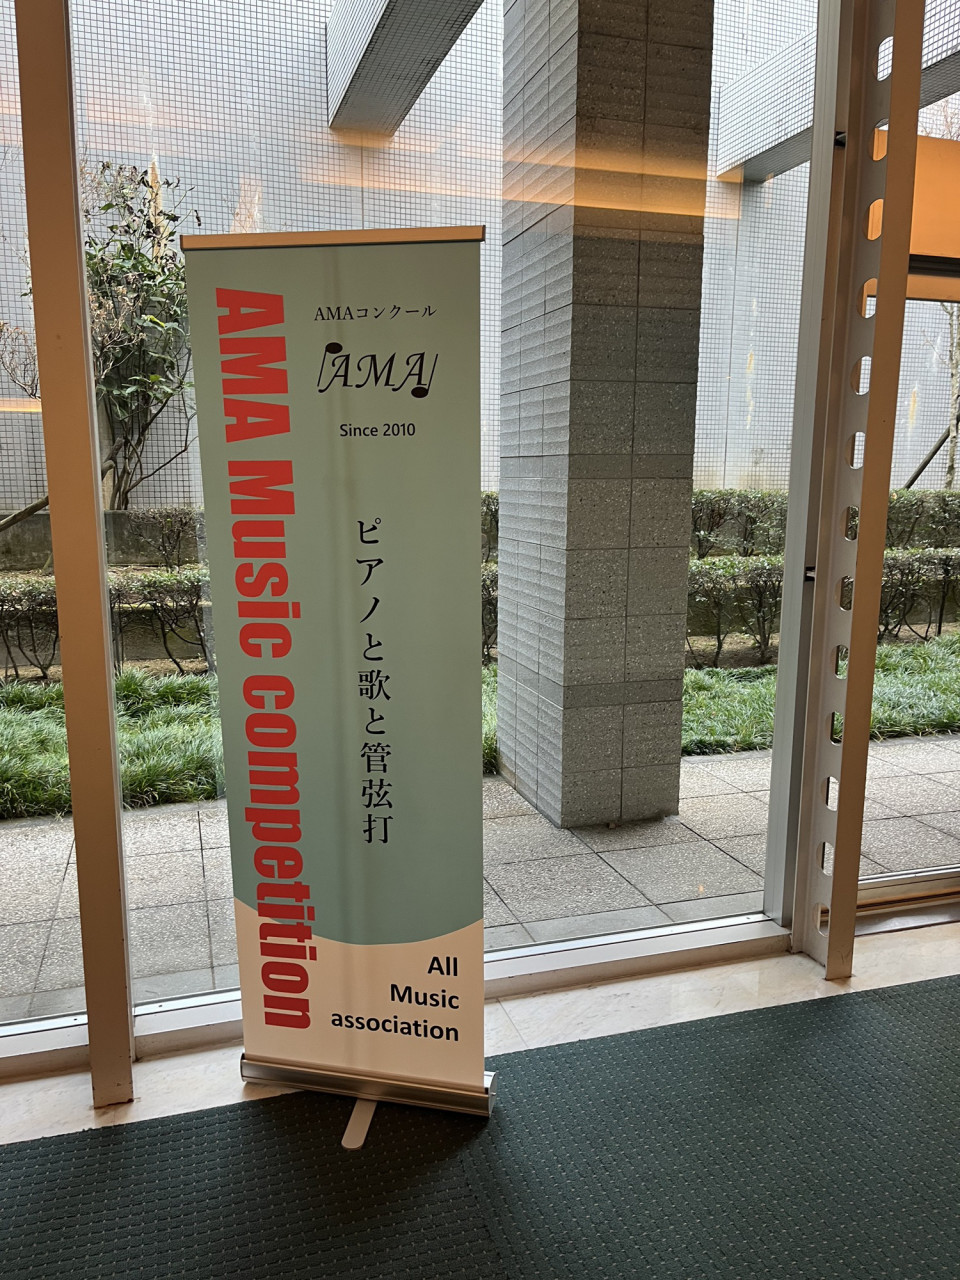 AMA Music competition
AMAコンクール
AMA
Since 2010
ピアノと歌と管弦打
All
Music
association